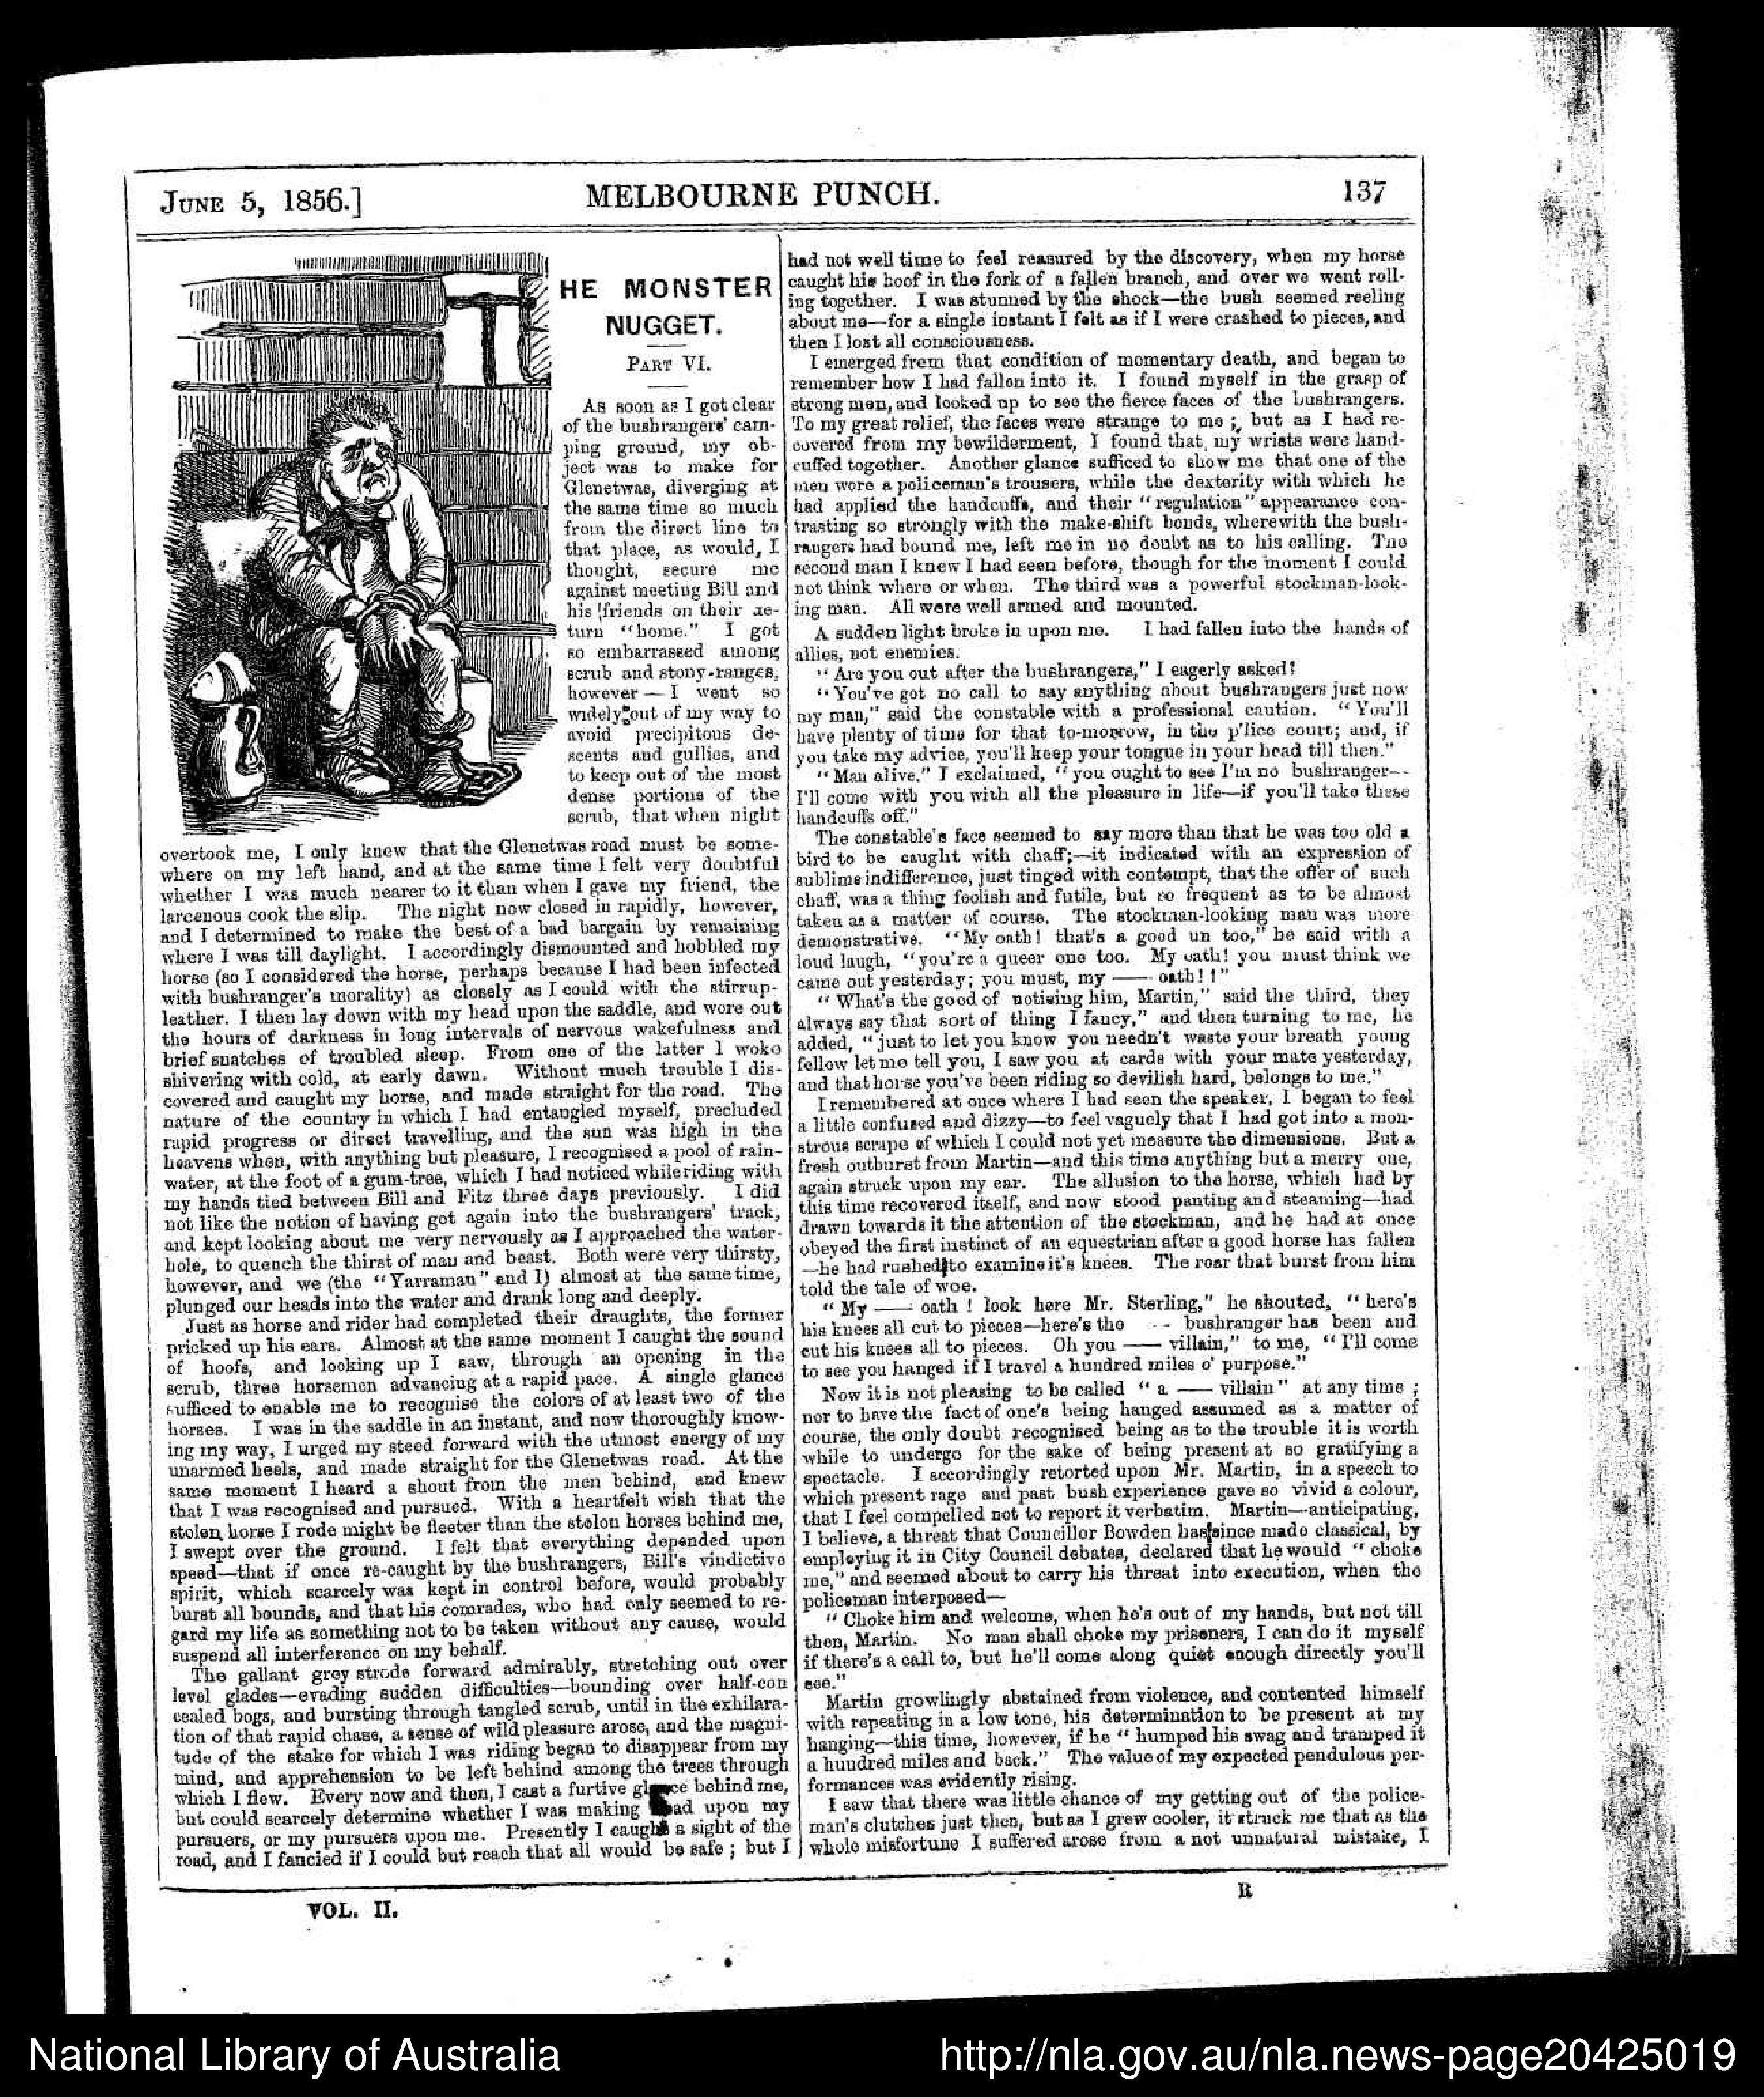 JUNE 5, 1856.]
MELBOURNE PUNCH.
137
HE MONSTER
NUGGET.
PART VI.
As soon as I got clear
of the bushrangers' cam-
ping ground, my ob-
ject was to make for
Glenetwas, diverging at
the same time so much
from the direct line to
that place, as would, I
thought, secure me
against meeting Bill and
his friends on their re-
turn "home." I got
so embarrassed among
scrub and stony-ranges,
however — I went so
widely out of my way to
avoid precipitous de-
scents and gullies, and
to keep out of the most
dense portions of the
scrub, that when night
overtook me, I only knew that the Glenetwas road must be some-
where on my left hand, and at the same time I felt very doubtful
whether I was much nearer to it than when I gave my friend, the
larcenous cook the slip. The night now closed in rapidly, however,
and I determined to make the best of a bad bargain by remaining
where I was till daylight. I accordingly dismounted and hobbled my
horse (so I considered the horse, perhaps because I had been infected
with bushranger's morality) as closely as I could with the stirrup-
leather. I then lay down with my head upon the saddle, and wore out
the hours of darkness in long intervals of nervous wakefulness and
brief snatches of troubled sleep. From one of the latter I woke
shivering with cold, at early dawn. Without much trouble I dis-
covered and caught my horse, and made straight for the road. The
nature of the country in which I had entangled myself, precluded
rapid progress or direct travelling, and the sun was high in the
heavens when, with anything but pleasure, I recognised a pool of rain-
water, at the foot of a gum-tree, which I had noticed while riding with
my hands tied between Bill and Fitz three days previously. I did
not like the notion of having got again into the bushrangers' track,
and kept looking about me very nervously as I approached the water-
hole, to quench the thirst of man and beast. Both were very thirsty,
however, and we (the "Yarraman" and I) almost at the same time,
plunged our heads into the water and drank long and deeply.
Just as horse and rider had completed their draughts, the former
pricked up his ears. Almost at the same moment I caught the sound
of hoofs, and looking up I saw, through an opening in the
scrub, three horsemen advancing at a rapid pace. A single glance
sufficed to enable me to recognise the colors of at least two of the
horses. I was in the saddle in an instant, and now thoroughly know-
ing my way, I urged my steed forward with the utmost energy of my
unarmed heels, and made straight for the Glenetwas road. At the
same moment I heard a shout from the men behind, and knew
that I was recognised and pursued. With a heartfelt wish that the
stolen horse I rode might be fleeter than the stolen horses behind me,
I swept over the ground. I felt that everything depended upon
speed—that if once re-caught by the bushrangers, Bill's vindictive
spirit, which scarcely was kept in control before, would probably
burst all bounds, and that his comrades, who had only seemed to re-
gard my life as something not to be taken without any cause, would
suspend all interference on my behalf.
The gallant grey strode forward admirably, stretching out over
level glades—evading sudden difficulties—bounding over half-con
cealed bogs, and bursting through tangled scrub, until in the exhilara-
tion of that rapid chase, a sense of wild pleasure arose, and the magni-
tude of the stake for which I was riding began to disappear from my
mind, and apprehension to be left behind among the trees through
which I flew. Every now and then, I cast a furtive glance behind me,
but could scarcely determine whether I was making head upon my
pursuers, or my pursuers upon me. Presently I caught a sight of the
road, and I fancied if I could but reach that all would be safe; but I
had not well time to feel reasured by the discovery, when my horse
caught his hoof in the fork of a fallen branch, and over we went roll-
ing together. I was stunned by the shock—the bush seemed reeling
about me—for a single instant I felt as if I were crashed to pieces, and
then I lost all consciousness.
I emerged frem that condition of momentary death, and began to
remember how I had fallen into it. I found myself in the grasp of
strong men, and looked up to see the fierce faces of the bushrangers.
To my great relief, the faces were strange to me; but as I had re-
covered from my bewilderment, I found that my wrists were hand-
cuffed together. Another glance sufficed to show me that one of the
men wore a policeman's trousers, while the dexterity with which he
had applied the handcuffs, and their "regulation" appearance con-
trasting so strongly with the make-shift bonds, wherewith the bush-
rangers had bound me, left me in no doubt as to his calling. The
second man I knew I had seen before, though for the moment I could
not think where or when. The third was a powerful stockman-look-
ing man. All were well armed and mounted.
A sudden light broke in upon me. I had fallen into the hands of
allies, not enemies.
"Are you out after the bushrangers," I eagerly asked?
"You've got no call to say anything about bushrangers just now
my man," said the constable with a professional caution. "You'll
have plenty of time for that to-morrow, in the p'lice court; and, if
you take my advice, you'll keep your tongue in your head till then."
"Man alive." I exclaimed, "you ought to see I'm no bushranger--
I'll come with you with all the pleasure in life—if you'll take these
handcuffs off."
The constable's face seemed to say more than that he was too old a
bird to be caught with chaff;—it indicated with an expression of
sublime indifference, just tinged with contempt, that the offer of such
chaff, was a thing foolish and futile, but so frequent as to be almost
taken as a matter of course. The stockman-looking man was more
demonstrative. "My oath! that's a good un too," he said with a
loud laugh, "you're a queer one too. My oath! you must think we
came out yesterday; you must, my —— oath!!"
"What's the good of noticing him, Martin," said the third, they
always say that sort of thing I fancy," and then turning to me, he
added, "just to let you know you needn't waste your breath young
fellow let me tell you, I saw you at cards with your mate yesterday,
and that horse you've been riding so devilish hard, belongs to me."
I remembered at once where I had seen the speaker, I began to feel
a little confused and dizzy—to feel vaguely that I had got into a mon-
strous scrape of which I could not yet measure the dimensions. But a
fresh outburst from Martin—and this time anything but a merry one,
again struck upon my ear. The allusion to the horse, which had by
this time recovered itself, and now stood panting and steaming—had
drawn towards it the attention of the stockman, and he had at once
obeyed the first instinct of an equestrian after a good horse has fallen
—he had rushed to examine it's knees. The roar that burst from him
told the tale of woe.
"My —— oath! look here Mr. Sterling," he shouted, "here's
his knees all cut to pieces—here's the -- bushranger has been and
cut his knees all to pieces. Oh you —— villain," to me, "I'll come
to see you hanged if I travel a hundred miles o' purpose."
Now it is not pleasing to be called "a —— villain" at any time;
nor to have the fact of one's being hanged assumed as a matter of
course, the only doubt recognised being as to the trouble it is worth
while to undergo for the sake of being present at so gratifying a
spectacle. I accordingly retorted upon Mr. Martin, in a speech to
which present rage and past bush experience gave so vivid a colour,
that I feel compelled not to report it verbatim. Martin—anticipating,
I believe, a threat that Councillor Bowden has since made classical, by
employing it in City Council debates, declared that he would "choke
me," and seemed about to carry his threat into execution, when the
policeman interposed—
"Choke him and welcome, when he's out of my hands, but not till
then, Martin. No man shall choke my prisoners, I can do it myself
if there's a call to, but he'll come along quiet enough directly you'll
see."
Martin growlingly abstained from violence, and contented himself
with repeating in a low tone, his determination to be present at my
hanging—this time, however, if he "humped his swag and tramped it
a hundred miles and back." The value of my expected pendulous per-
formances was evidently rising.
I saw that there was little chance of my getting out of the police-
man's clutches just then, but as I grew cooler, it struck me that as the
whole misfortune I suffered arose from a not unnatural mistake, I
VOL. II.
R
National Library of Australia
http://nla.gov.au/nla.news-page20425019